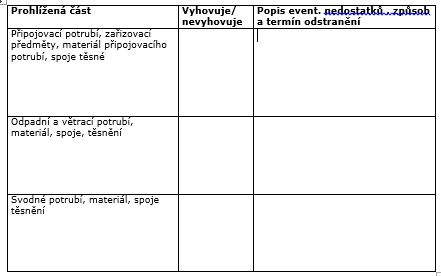 Prohlížená část
Vyhovuje/
nevyhovuje
Popis event. nedostatků , způsob
a termín odstranění
Připojovací potrubí, zařizovací
předměty, materiál připojovacího
potrubí, spoje těsné
Odpadní a větrací potrubí,
materiál, spoje, těsnění
Svodné potrubí, materiál, spoje
těsnění